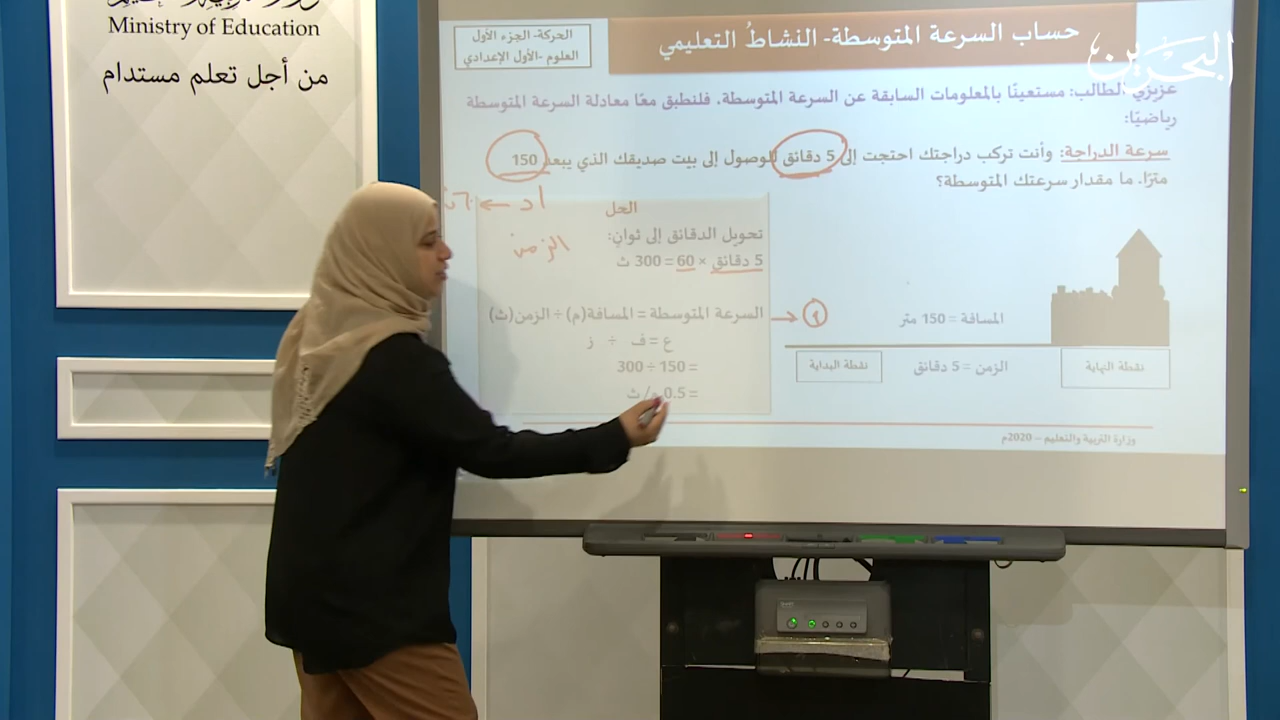 Ministry of Education
من أجل تعلم مستدام
البحرين
حساب السرعة المتوسطة- النشاطُ التعليمي
الحركة- الجزء الأول
العلوم -الأول الإعدادي
عزيزي الطالب: مستعينًا بالمعلومات السابقة عن السرعة المتوسطة. فلنطبق معًا معادلة السرعة المتوسطة
رياضيًا:
سرعة الدراجة: وأنت تركب دراجتك احتجت إلى 5 دقائق للوصول إلى بيت صديقك الذي يبعد 150
مترًا. ما مقدار سرعتك المتوسطة؟
الحل
تحويل الدقائق إلى ثوانٍ:
الزمن
5 دقائق × 60 = 300 ث
السرعة المتوسطة = المسافة(م) ÷ الزمن(ث)
ع = ف ÷ ز
= 150 ÷ 300
= 0.5 م/ ث
المسافة = 150 متر
نقطة النهاية
الزمن = 5 دقائق
نقطة البداية
وزارة التربية والتعليم – 2020م